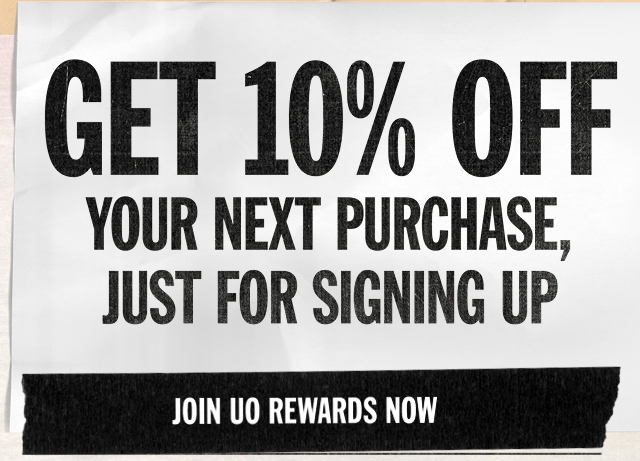 GET 10% OFF
YOUR NEXT PURCHASE,
JUST FOR SIGNING UP
JOIN UO REWARDS NOW